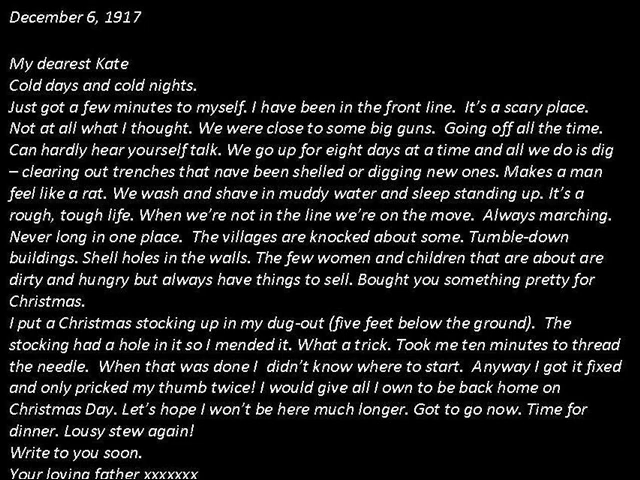 December 6, 1917
My dearest Kate
Cold days and cold nights.
Just got a few minutes to myself. I have been in the front line. It's a scary place.
Not at all what I thought. We were close to some big guns. Going off all the time.
Can hardly hear yourself talk. We go up for eight days at a time and all we do is dig
– clearing out trenches that nave been shelled or digging new ones. Makes a man
feel like a rat. We wash and shave in muddy water and sleep standing up. It's a
rough, tough life. When we're not in the line we're on the move. Always marching.
Never long in one place. The villages are knocked about some. Tumble-down
buildings. Shell holes in the walls. The few women and children that are about are
dirty and hungry but always have things to sell. Bought you something pretty for
Christmas.
I put a Christmas stocking up in my dug-out (five feet below the ground). The
stocking had a hole in it so I mended it. What a trick. Took me ten minutes to thread
the needle. When that was done I didn't know where to start. Anyway I got it fixed
and only pricked my thumb twice! I would give all I own to be back home on
Christmas Day. Let's hope I won't be here much longer. Got to go now. Time for
dinner. Lousy stew again!
Write to you soon.
Your loving father xxxxxxx